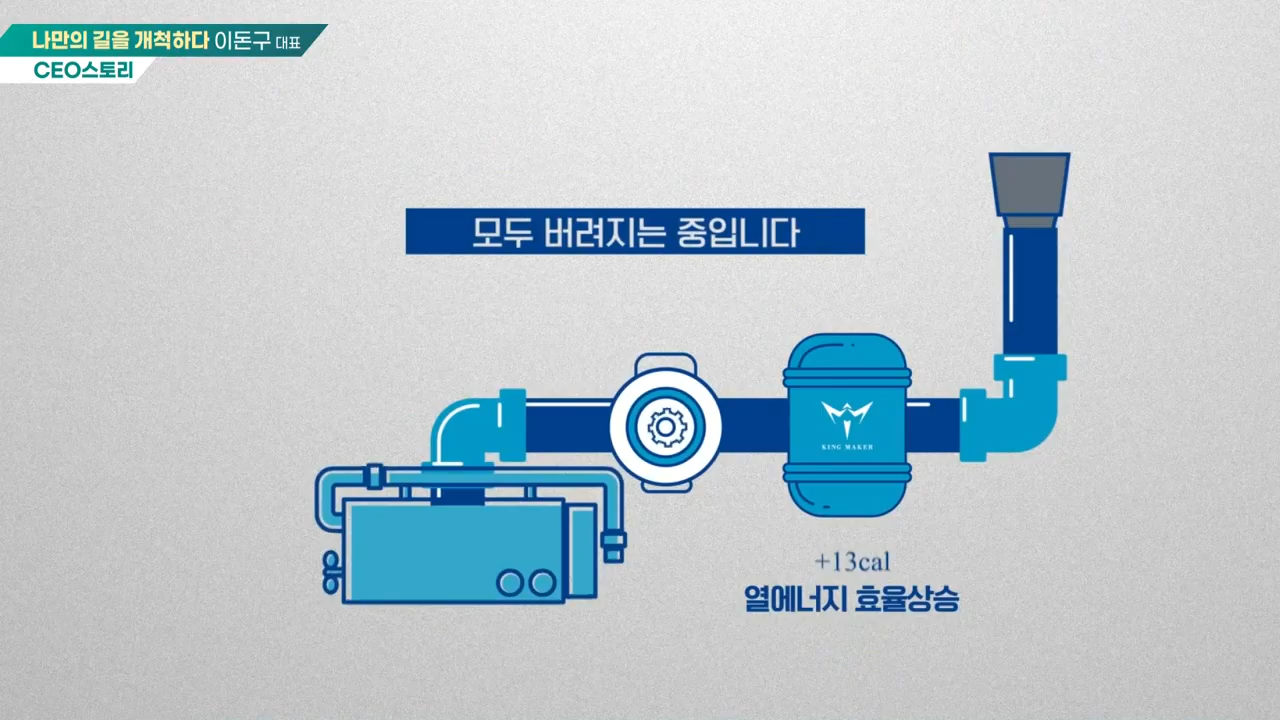 나만의 길을 개척하다 이돈구 대표
CEO스토리
모두 버려지는 중입니다
KING MAKER
+13cal
열에너지 효율상승